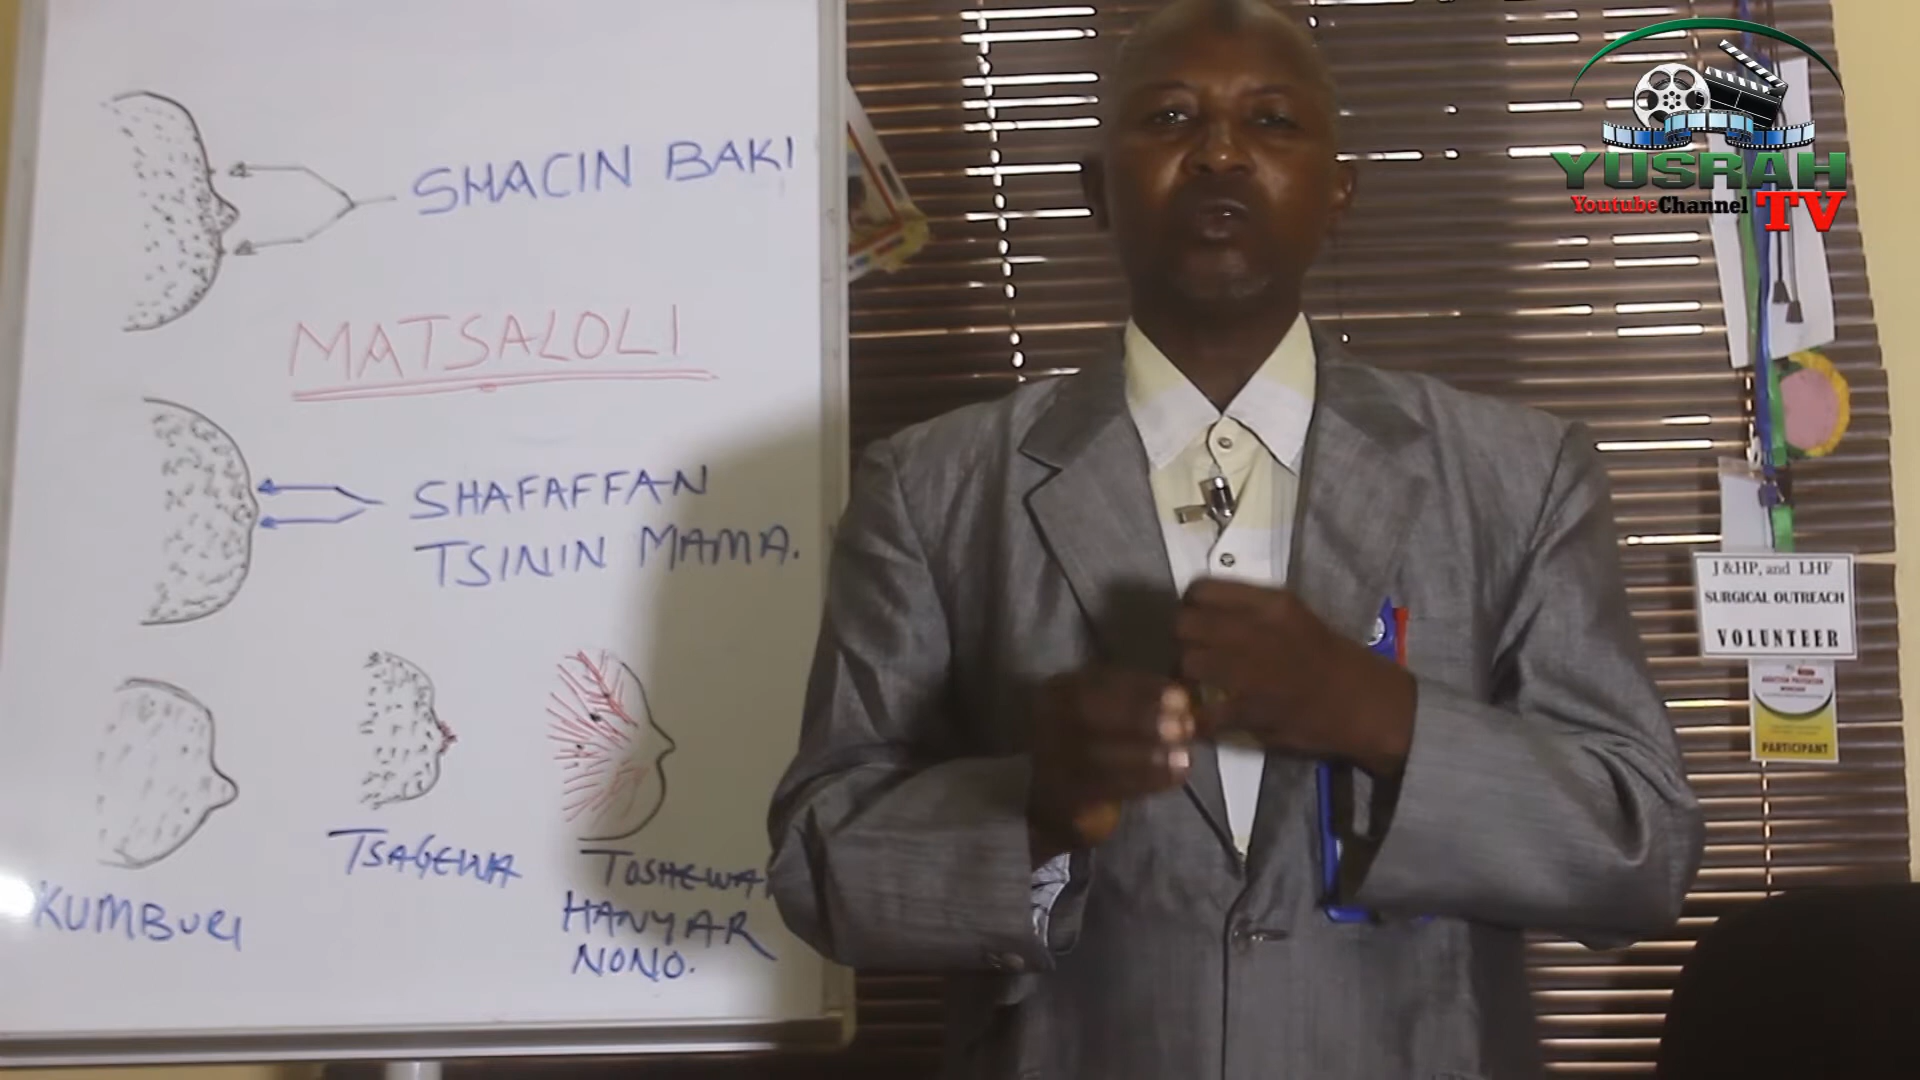 SHACIN BAKI
MATSALOLI
SHAFAFFAN
TSININ MAMA.
KUMBURI
TSAGEWA
TOSHEWA
HANYAR
NONO.
YUSRAH
YoutubeChannel TV
J&HP, and LHF
SURGICAL OUTREACH
VOLUNTEER
PARTICIPANT